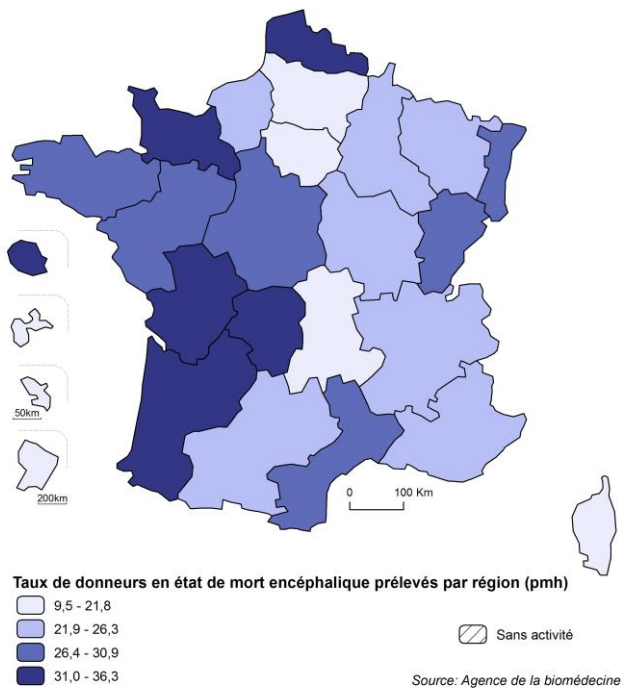 50km
200km
0 100 Km
Taux de donneurs en état de mort encéphalique prélevés par région (pmh)
9,5 - 21,8
21,9 - 26,3
26,4 - 30,9
31,0 - 36,3
Sans activité
Source: Agence de la biomédecine